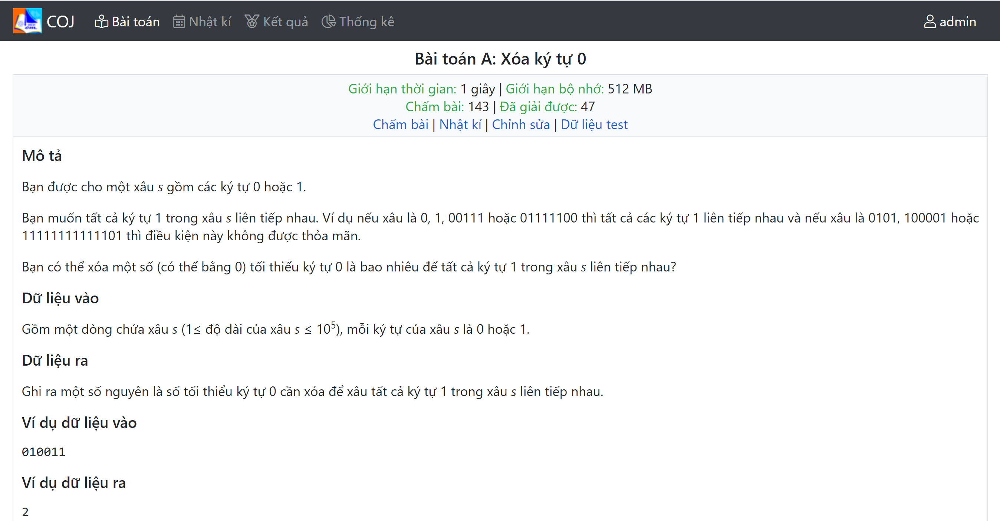 COJ Bài toán Nhật kí Kết quả Thống kê admin
Bài toán A: Xóa ký tự 0
Giới hạn thời gian: 1 giây | Giới hạn bộ nhớ: 512 MB
Chấm bài: 143 | Đã giải được: 47
Chấm bài | Nhật kí | Chỉnh sửa | Dữ liệu test
Mô tả
Bạn được cho một xâu s gồm các ký tự 0 hoặc 1.
Bạn muốn tất cả ký tự 1 trong xâu s liên tiếp nhau. Ví dụ nếu xâu là 0, 1, 00111 hoặc 01111100 thì tất cả các ký tự 1 liên tiếp nhau và nếu xâu là 0101, 100001 hoặc
11111111111101 thì điều kiện này không được thỏa mãn.
Bạn có thể xóa một số (có thể bằng 0) tối thiểu ký tự 0 là bao nhiêu để tất cả ký tự 1 trong xâu s liên tiếp nhau?
Dữ liệu vào
Gồm một dòng chứa xâu s (1≤ độ dài của xâu s ≤ 10⁵), mỗi ký tự của xâu s là 0 hoặc 1.
Dữ liệu ra
Ghi ra một số nguyên là số tối thiểu ký tự 0 cần xóa để xâu tất cả ký tự 1 trong xâu s liên tiếp nhau.
Ví dụ dữ liệu vào
010011
Ví dụ dữ liệu ra
2